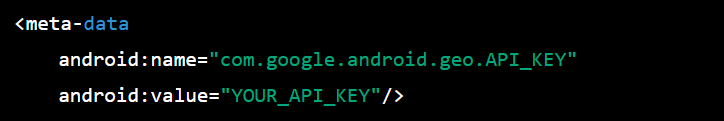 <meta-data
android:name="com.google.android.geo.API_KEY"
android:value="YOUR_API_KEY"/>